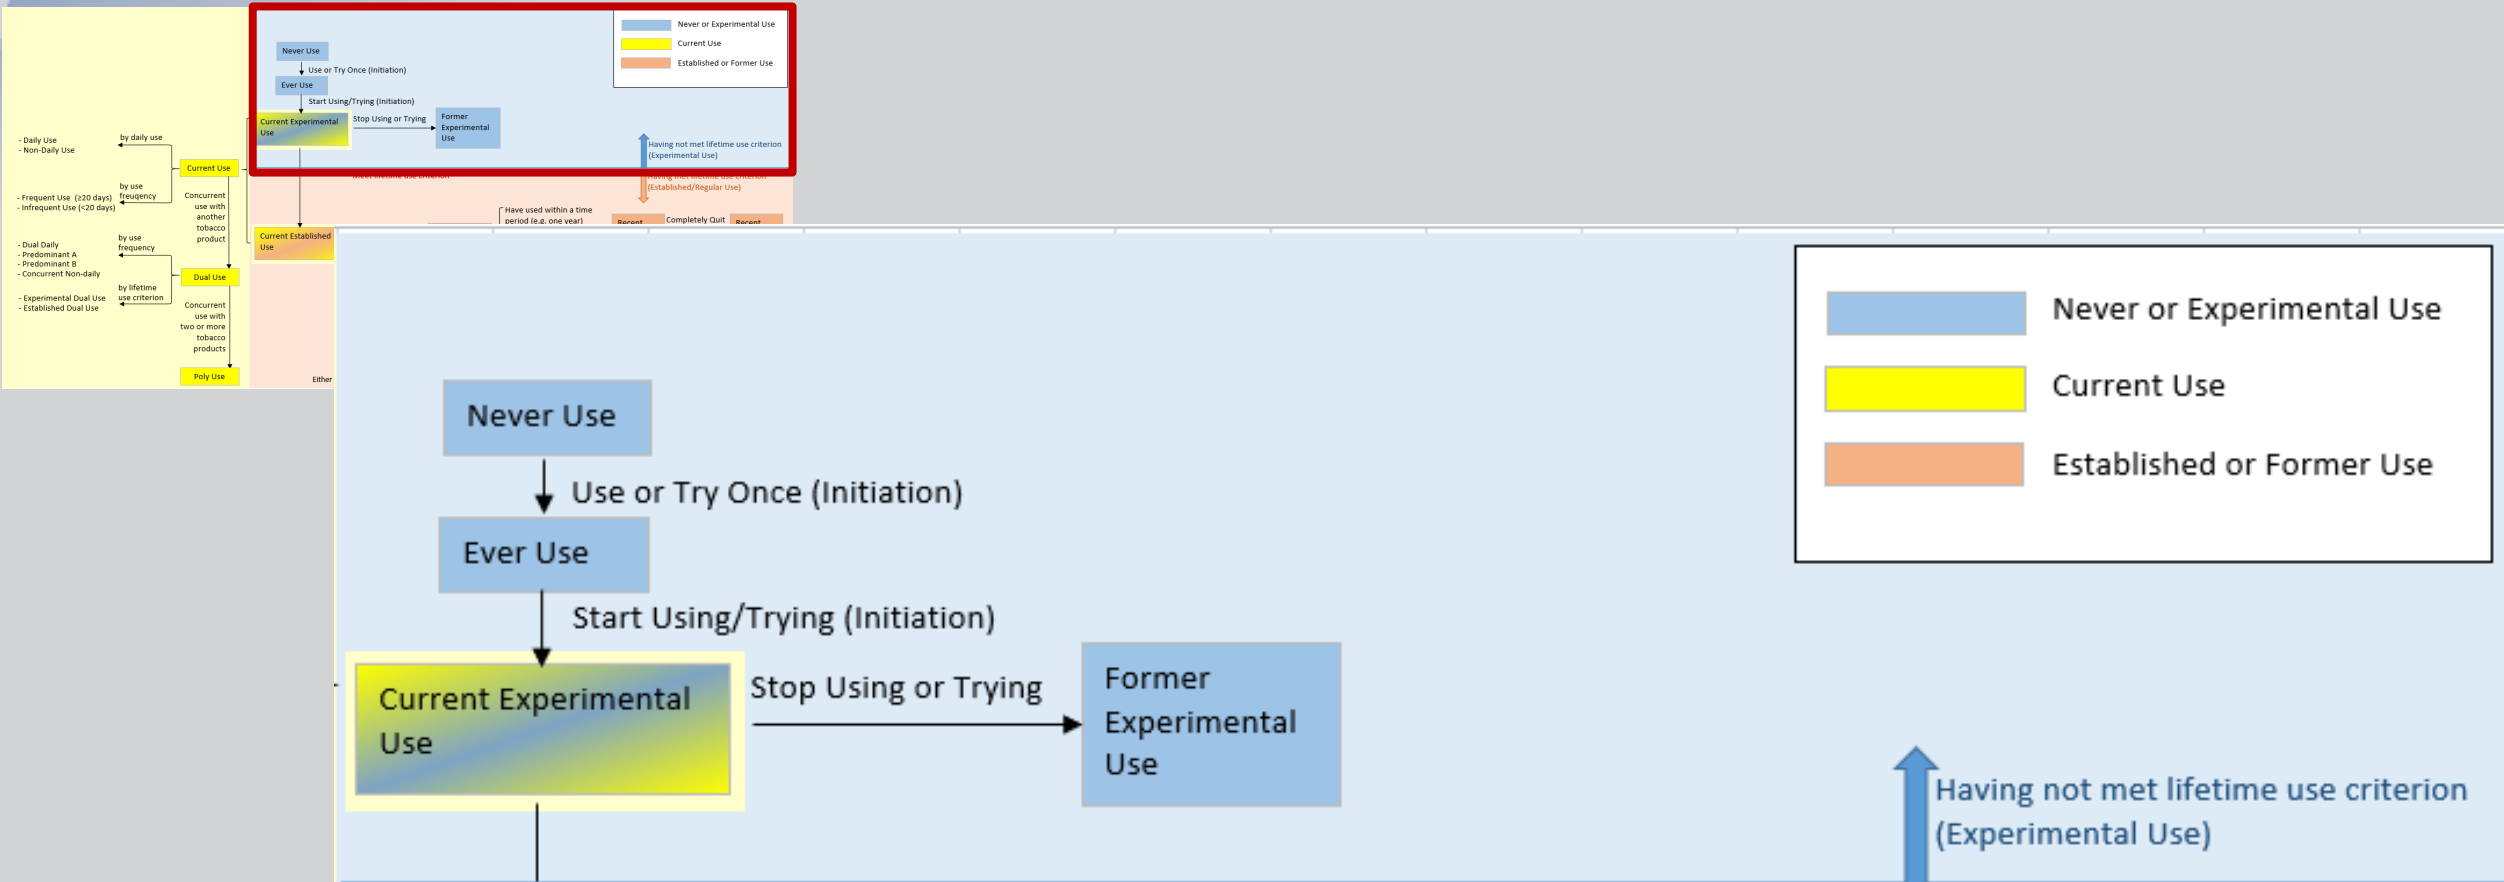 Never or Experimental Use
Current Use
Established or Former Use
Never Use
Use or Try Once (Initiation)
Ever Use
Start Using/Trying (Initiation)
Current Experimental
Use
Stop Using or Trying
Former
Experimental
Use
Having not met lifetime use criterion
(Experimental Use)
Having met lifetime use criterion
(Established/Regular Use)
Meet lifetime use criterion
- Daily Use
- Non-Daily Use
by daily use
Current Use
by use
freuqency
- Frequent Use (≥20 days)
- Infrequent Use (<20 days)
Concurrent
use with
another
tobacco
product
Have used within a time
period (e.g. one year)
Recent
Completely Quit
Recent
Current Established
Use
- Dual Daily
- Predominant A
- Predominant B
- Concurrent Non-daily
by use
frequency
Dual Use
by lifetime
use criterion
- Experimental Dual Use
- Established Dual Use
Concurrent
use with
two or more
tobacco
products
Poly Use
Either
Never or Experimental Use
Current Use
Established or Former Use
Never Use
Use or Try Once (Initiation)
Ever Use
Start Using/Trying (Initiation)
Current Experimental
Use
Stop Using or Trying
Former
Experimental
Use
Having not met lifetime use criterion
(Experimental Use)